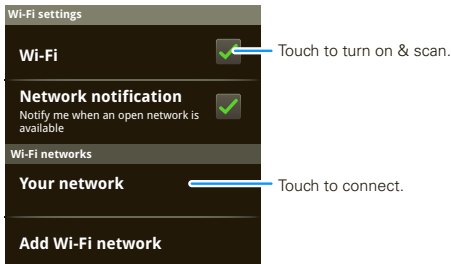 Wi-Fi settings
Wi-Fi
Touch to turn on & scan.
Network notification
Notify me when an open network is
available
Wi-Fi networks
Your network
Touch to connect.
Add Wi-Fi network